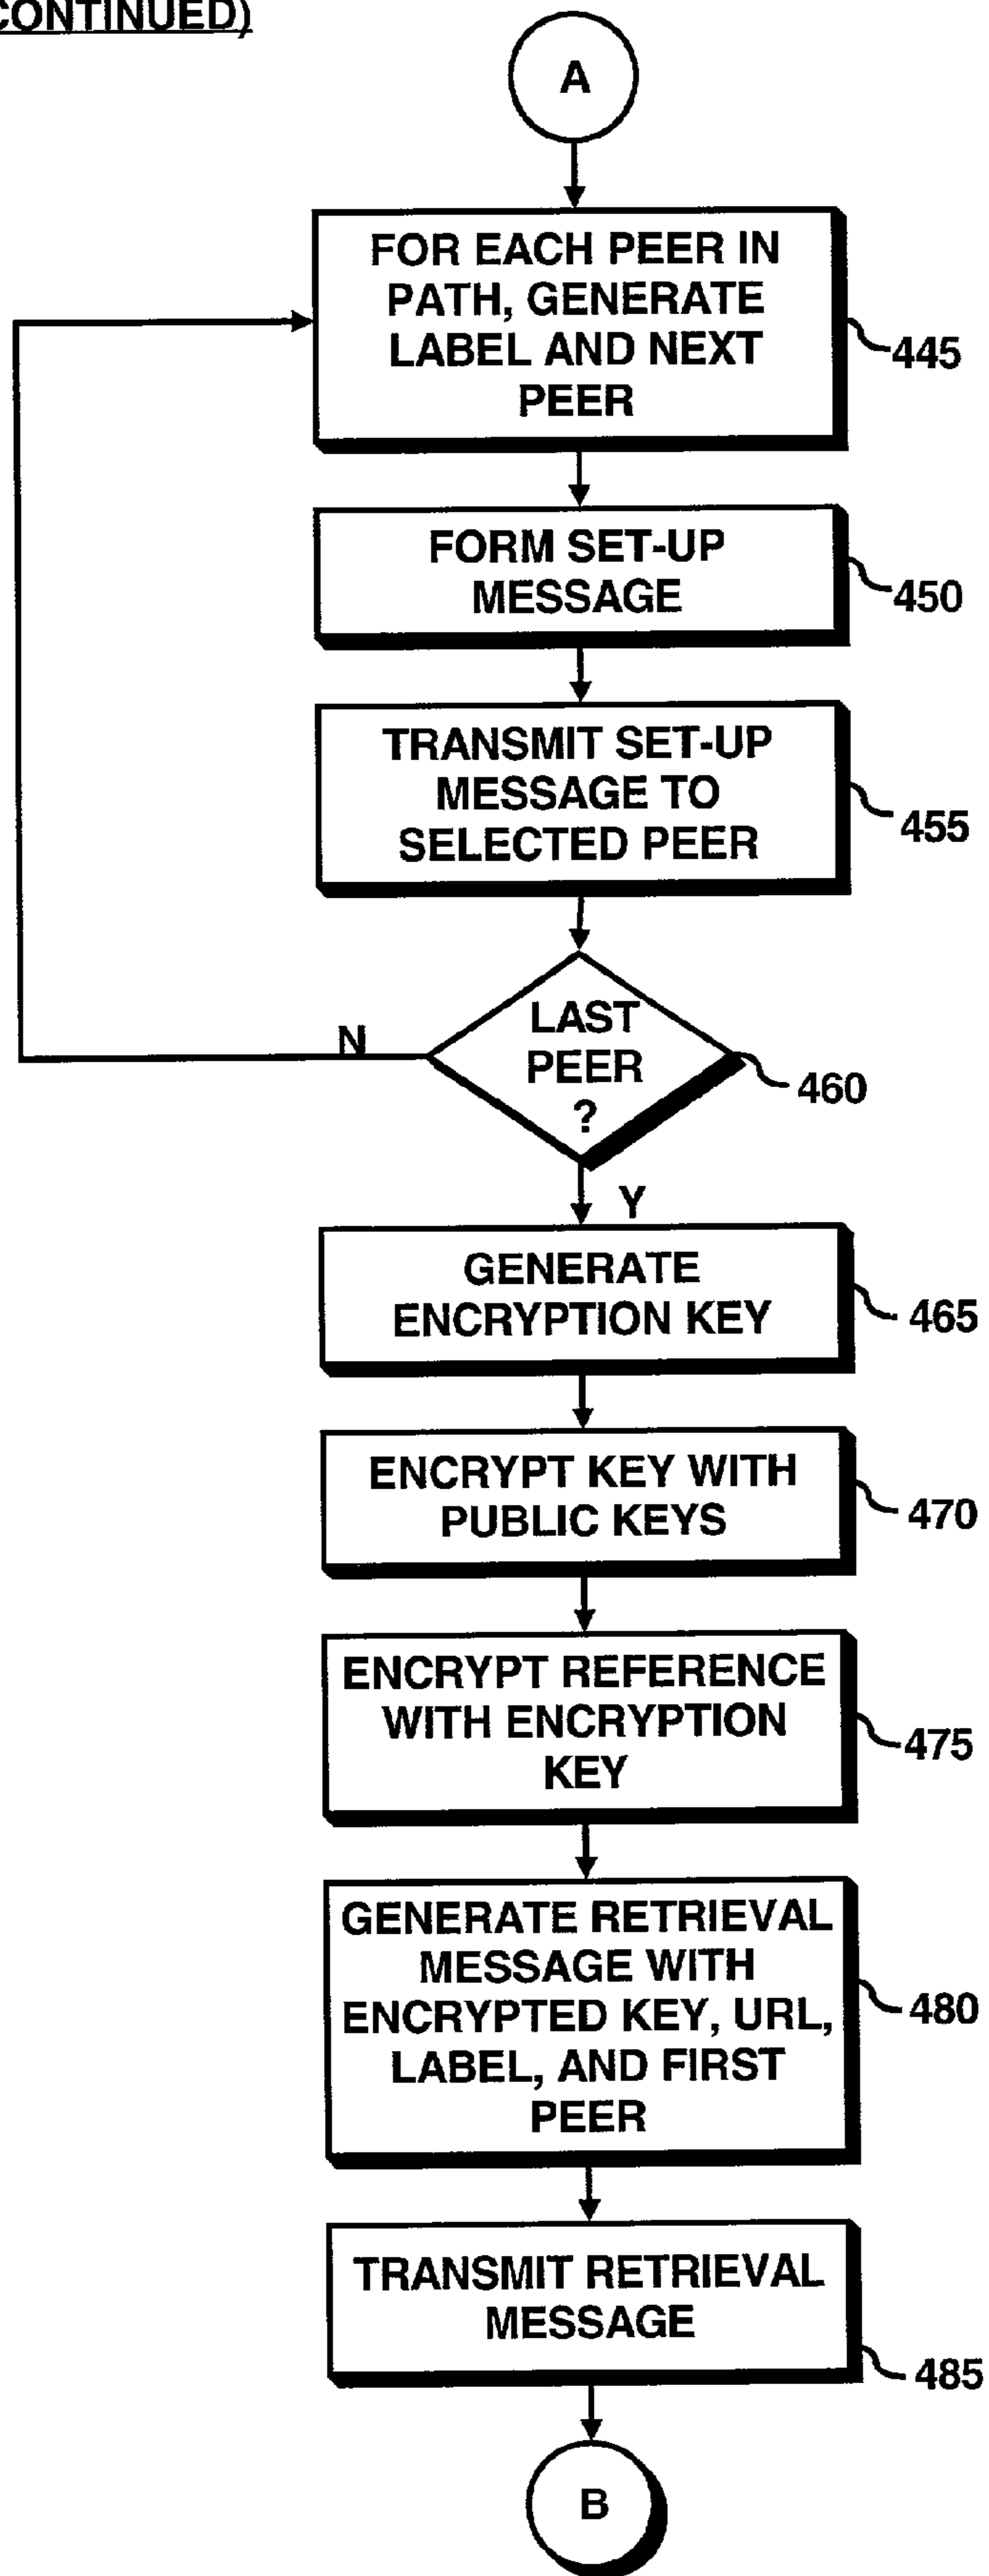 CONTINUED)
A
FOR EACH PEER IN
PATH, GENERATE
LABEL AND NEXT
PEER
445
FORM SET-UP
MESSAGE
450
TRANSMIT SET-UP
MESSAGE TO
SELECTED PEER
455
LAST
PEER
?
N
460
Y
GENERATE
ENCRYPTION KEY
465
ENCRYPT KEY WITH
PUBLIC KEYS
470
ENCRYPT REFERENCE
WITH ENCRYPTION
KEY
475
GENERATE RETRIEVAL
MESSAGE WITH
ENCRYPTED KEY, URL,
LABEL, AND FIRST
PEER
480
TRANSMIT RETRIEVAL
MESSAGE
485
B